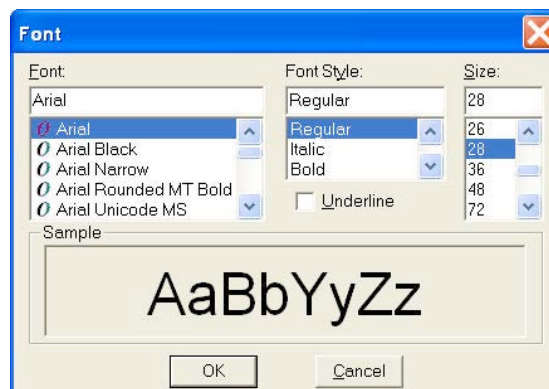 Font
Font: Font Style: Size:
Arial Regular 28
Arial Regular 26
Arial Black Italic 28
Arial Narrow Bold 36
Arial Rounded MT Bold 48
Arial Unicode MS Underline 72
Sample
AaBbYyZz
OK Cancel